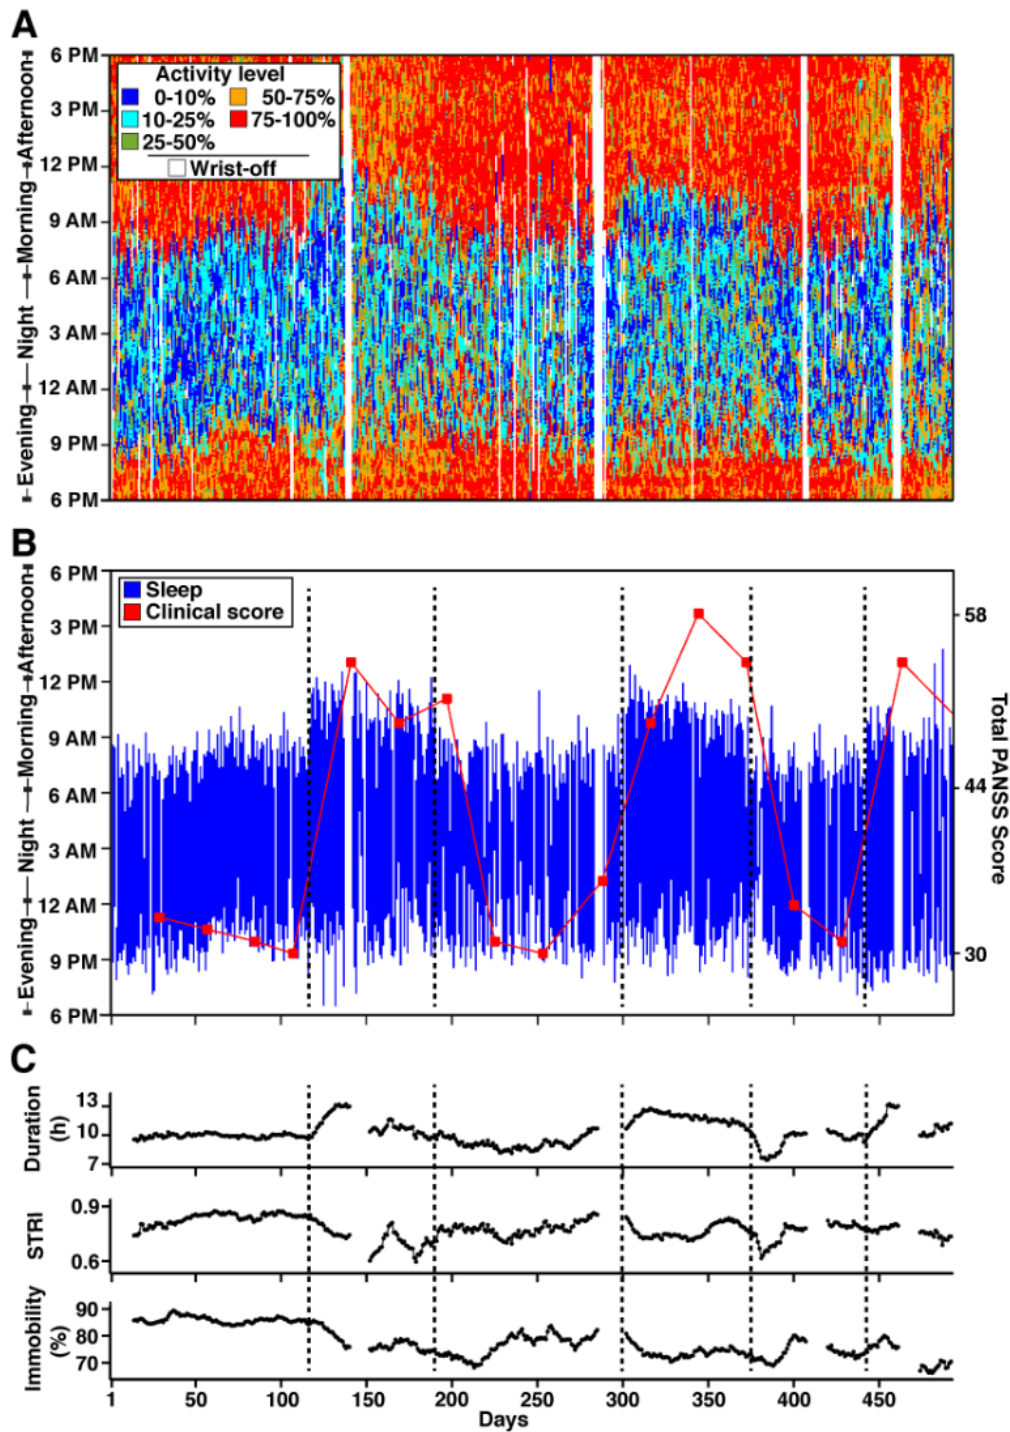 A
6 PM
3 PM
12 PM
9 AM
6 AM
3 AM
12 AM
9 PM
6 PM
Evening
Night
Morning
Afternoon
Activity level
0-10% 50-75%
10-25% 75-100%
25-50%
Wrist-off
B
6 PM
3 PM
12 PM
9 AM
6 AM
3 AM
12 AM
9 PM
6 PM
Evening
Night
Morning
Afternoon
Sleep
Clinical score
58
44
30
Total PANSS Score
C
Duration
(h)
13
10
7
STRI
0.9
0.6
Immobility
(%)
90
80
70
1 50 100 150 200 250 300 350 400 450
Days